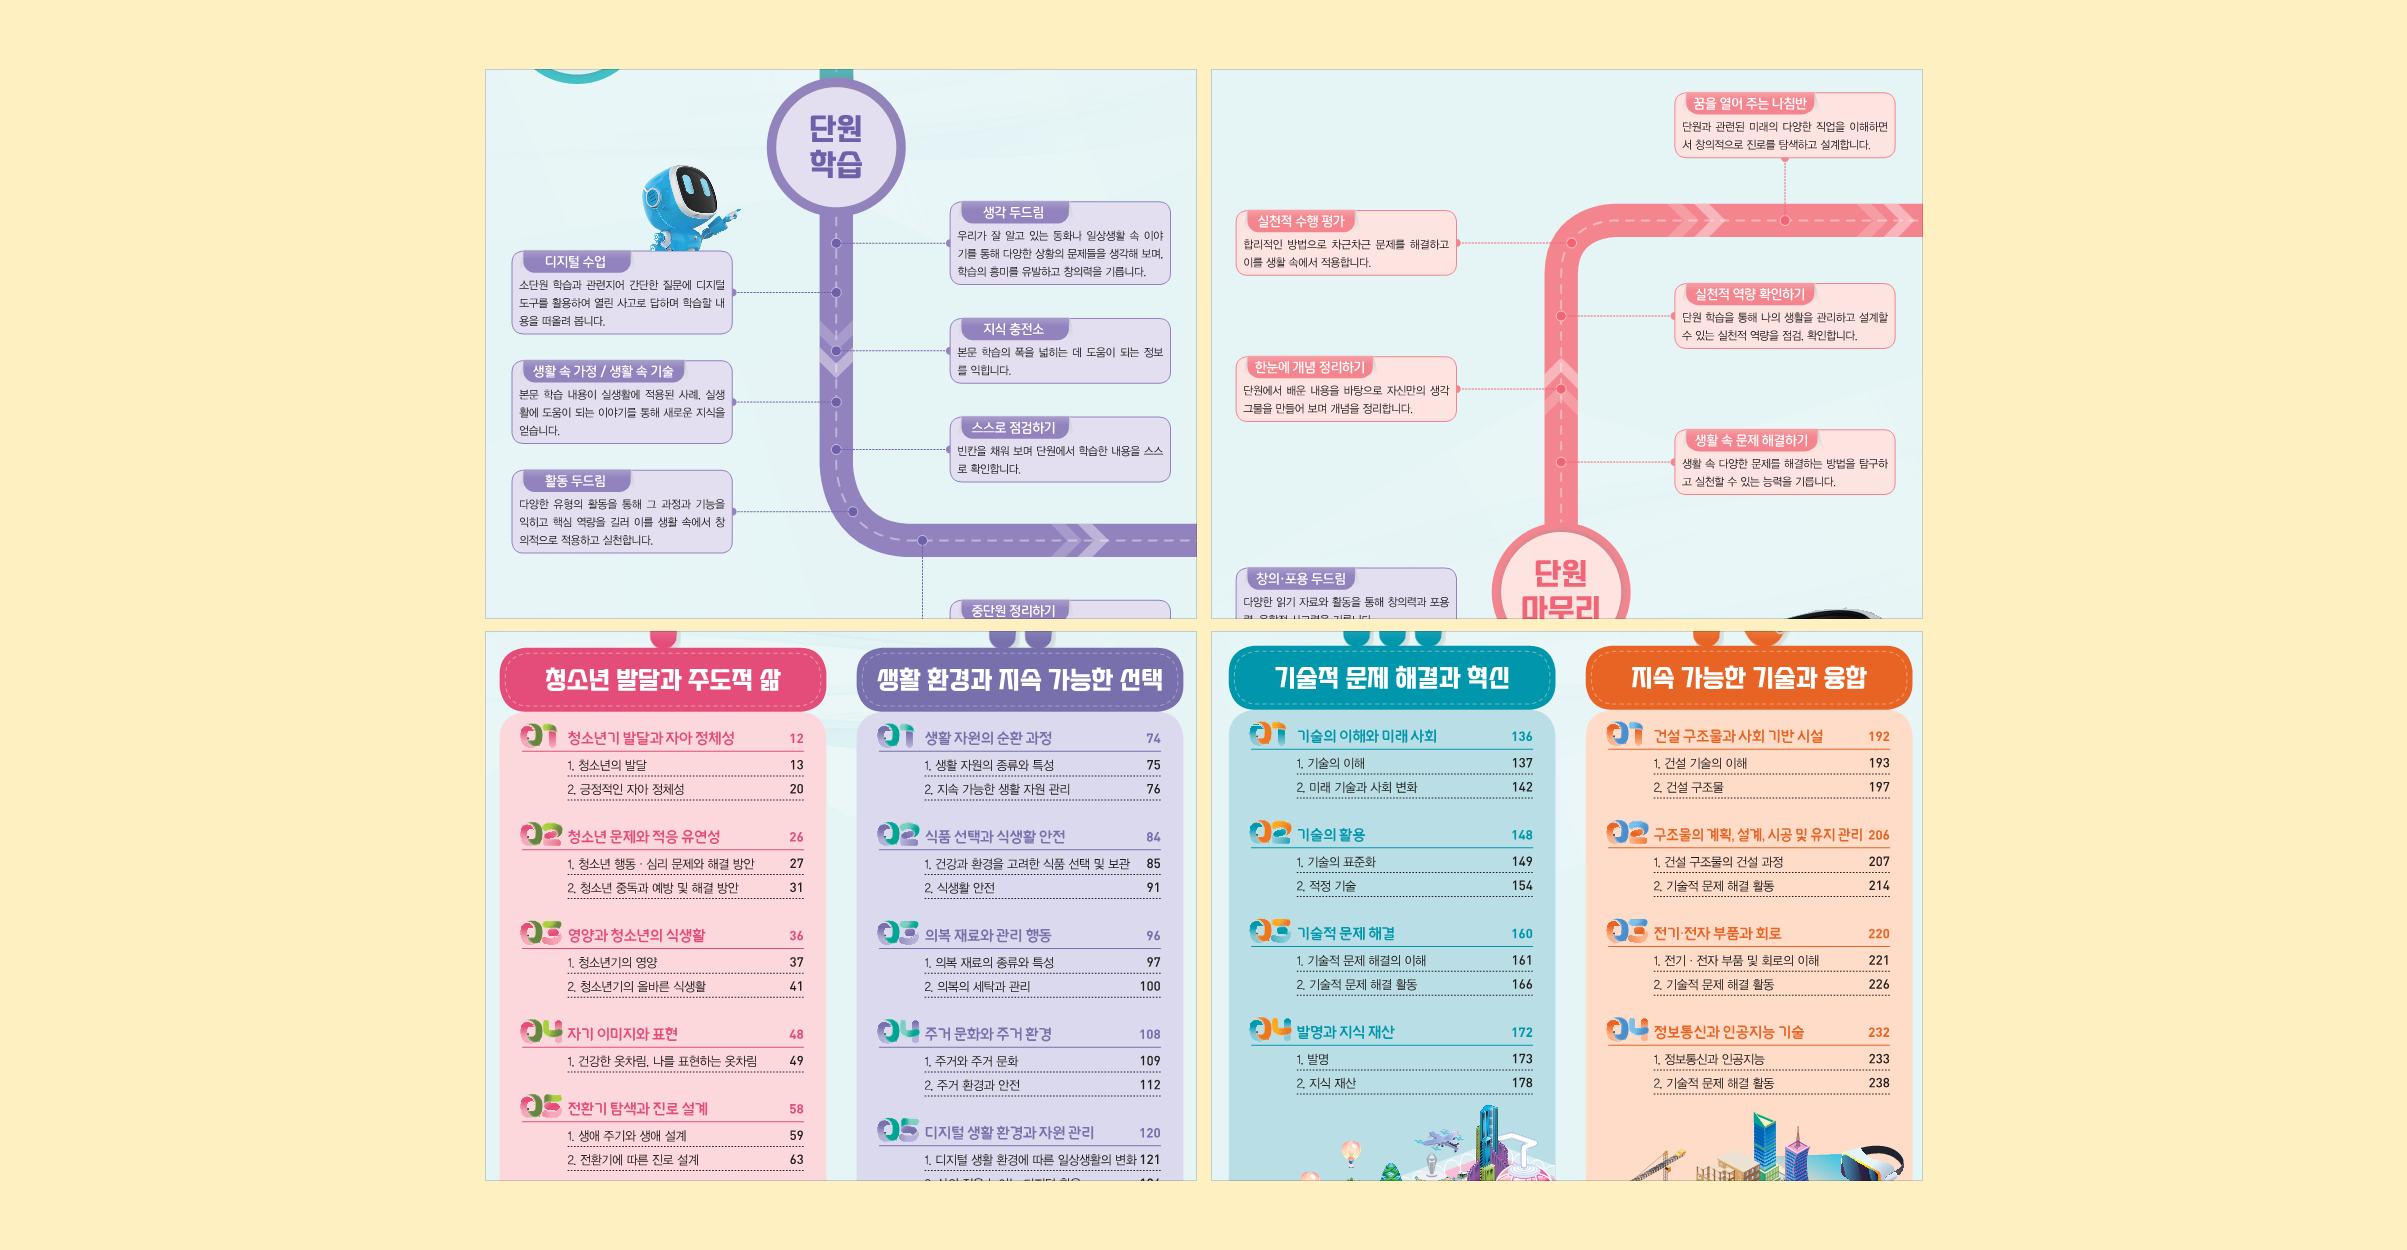 단원
학습
디지털 수업
소단원 학습과 관련지어 간단한 질문에 디지털
도구를 활용하여 열린 사고로 답하며 학습할 내
용을 떠올려 봅니다.
생활 속 가정 / 생활 속 기술
본문 학습 내용이 실생활에 적용된 사례, 실생
활에 도움이 되는 이야기를 통해 새로운 지식을
얻습니다.
활동 두드림
다양한 유형의 활동을 통해 그 과정과 기능을
익히고 핵심 역량을 길러 이를 생활 속에서 창
의적으로 적용하고 실천합니다.
생각 두드림
우리가 잘 알고 있는 동화나 일상생활 속 이야
기를 통해 다양한 상황의 문제들을 생각해 보며,
학습의 흥미를 유발하고 창의력을 기릅니다.
지식 충전소
본문 학습의 폭을 넓히는 데 도움이 되는 정보
를 익힙니다.
스스로 점검하기
빈칸을 채워 보며 단원에서 학습한 내용을 스스
로 확인합니다.
중단원 정리하기
꿈을 열어 주는 나침반
단원과 관련된 미래의 다양한 직업을 이해하면
서 창의적으로 진로를 탐색하고 설계합니다.
실천적 수행 평가
합리적인 방법으로 차근차근 문제를 해결하고
이를 생활 속에서 적용합니다.
실천적 역량 확인하기
단원 학습을 통해 나의 생활을 관리하고 설계할
수 있는 실천적 역량을 점검, 확인합니다.
한눈에 개념 정리하기
단원에서 배운 내용을 바탕으로 자신만의 생각
그물을 만들어 보며 개념을 정리합니다.
생활 속 문제 해결하기
생활 속 다양한 문제를 해결하는 방법을 탐구하
고 실천할 수 있는 능력을 기릅니다.
단원
마무리
창의·포용 두드림
다양한 읽기 자료와 활동을 통해 창의력과 포용
청소년 발달과 주도적 삶
01 청소년기 발달과 자아 정체성 12
1. 청소년의 발달 13
2. 긍정적인 자아 정체성 20
02 청소년 문제와 적응 유연성 26
1. 청소년 행동 · 심리 문제와 해결 방안 27
2. 청소년 중독과 예방 및 해결 방안 31
03 영양과 청소년의 식생활 36
1. 청소년기의 영양 37
2. 청소년기의 올바른 식생활 41
04 자기 이미지와 표현 48
1. 건강한 옷차림, 나를 표현하는 옷차림 49
05 전환기 탐색과 진로 설계 58
1. 생애 주기와 생애 설계 59
2. 전환기에 따른 진로 설계 63
생활 환경과 지속 가능한 선택
01 생활 자원의 순환 과정 74
1. 생활 자원의 종류와 특성 75
2. 지속 가능한 생활 자원 관리 76
02 식품 선택과 식생활 안전 84
1. 건강과 환경을 고려한 식품 선택 및 보관 85
2. 식생활 안전 91
03 의복 재료와 관리 행동 96
1. 의복 재료의 종류와 특성 97
2. 의복의 세탁과 관리 100
04 주거 문화와 주거 환경 108
1. 주거와 주거 문화 109
2. 주거 환경과 안전 112
05 디지털 생활 환경과 자원 관리 120
1. 디지털 생활 환경에 따른 일상생활의 변화 121
기술적 문제 해결과 혁신
01 기술의 이해와 미래 사회 136
1. 기술의 이해 137
2. 미래 기술과 사회 변화 142
02 기술의 활용 148
1. 기술의 표준화 149
2. 적정 기술 154
03 기술적 문제 해결 160
1. 기술적 문제 해결의 이해 161
2. 기술적 문제 해결 활동 166
04 발명과 지식 재산 172
1. 발명 173
2. 지식 재산 178
지속 가능한 기술과 융합
01 건설 구조물과 사회 기반 시설 192
1. 건설 기술의 이해 193
2. 건설 구조물 197
02 구조물의 계획, 설계, 시공 및 유지 관리 206
1. 건설 구조물의 건설 과정 207
2. 기술적 문제 해결 활동 214
03 전기·전자 부품과 회로 220
1. 전기 · 전자 부품 및 회로의 이해 221
2. 기술적 문제 해결 활동 226
04 정보통신과 인공지능 기술 232
1. 정보통신과 인공지능 233
2. 기술적 문제 해결 활동 238